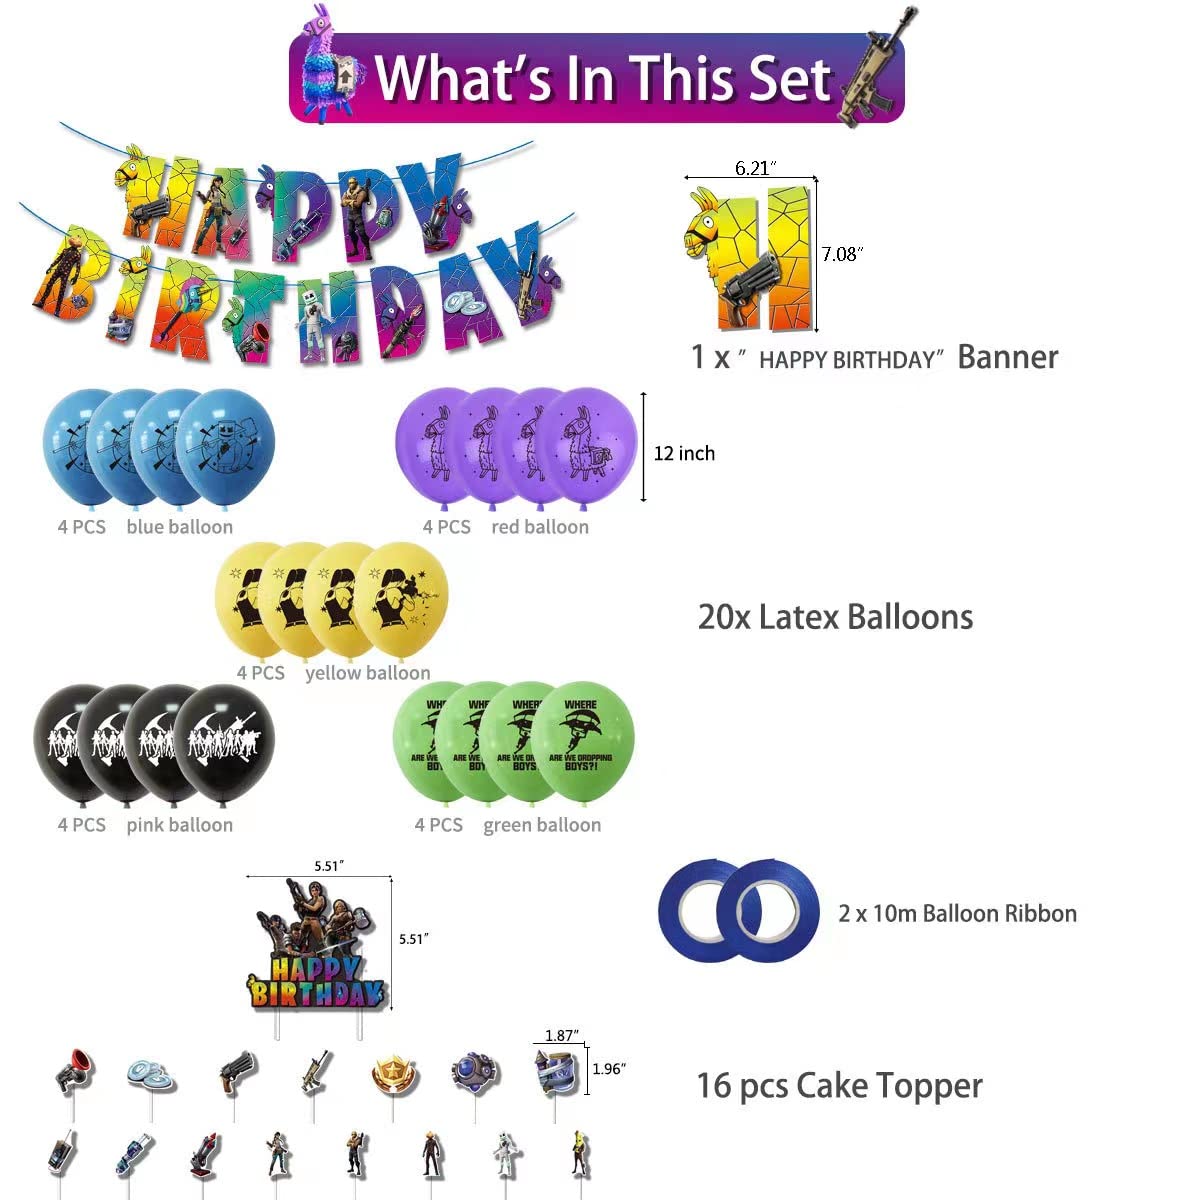 What's In This Set
HAPPY
BIRTHDAY
6.21"
7.08"
1 x " HAPPY BIRTHDAY" Banner
12 inch
4 PCS blue balloon
4 PCS red balloon
4 PCS yellow balloon
20x Latex Balloons
WHERE
ARE WE DROPPING
BOYS?!
4 PCS pink balloon
4 PCS green balloon
5.51"
5.51"
HAPPY
BIRTHDAY
2 x 10m Balloon Ribbon
1.87"
1.96"
16 pcs Cake Topper